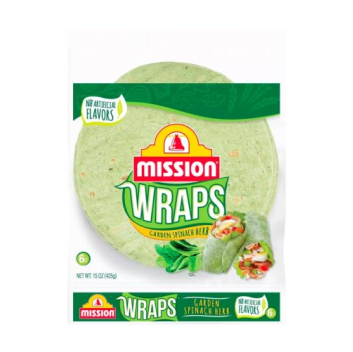 NO ARTIFICIAL
FLAVORS
MISSION
WRAPS
GARDEN SPINACH HERB
6
NET WT. 15 OZ (425g)
MISSION
WRAPS
GARDEN
SPINACH HERB
NO ARTIFICIAL
FLAVORS
6